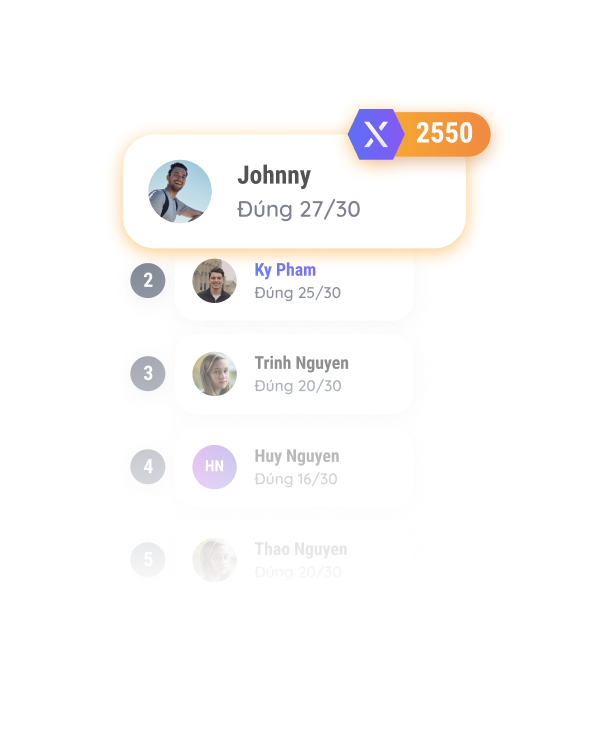 X 2550
Johnny
Đúng 27/30
2
Ky Pham
Đúng 25/30
3
Trinh Nguyen
Đúng 20/30
4
HN
Huy Nguyen
Đúng 16/30
5
Thao Nguyen
Đúng 20/30